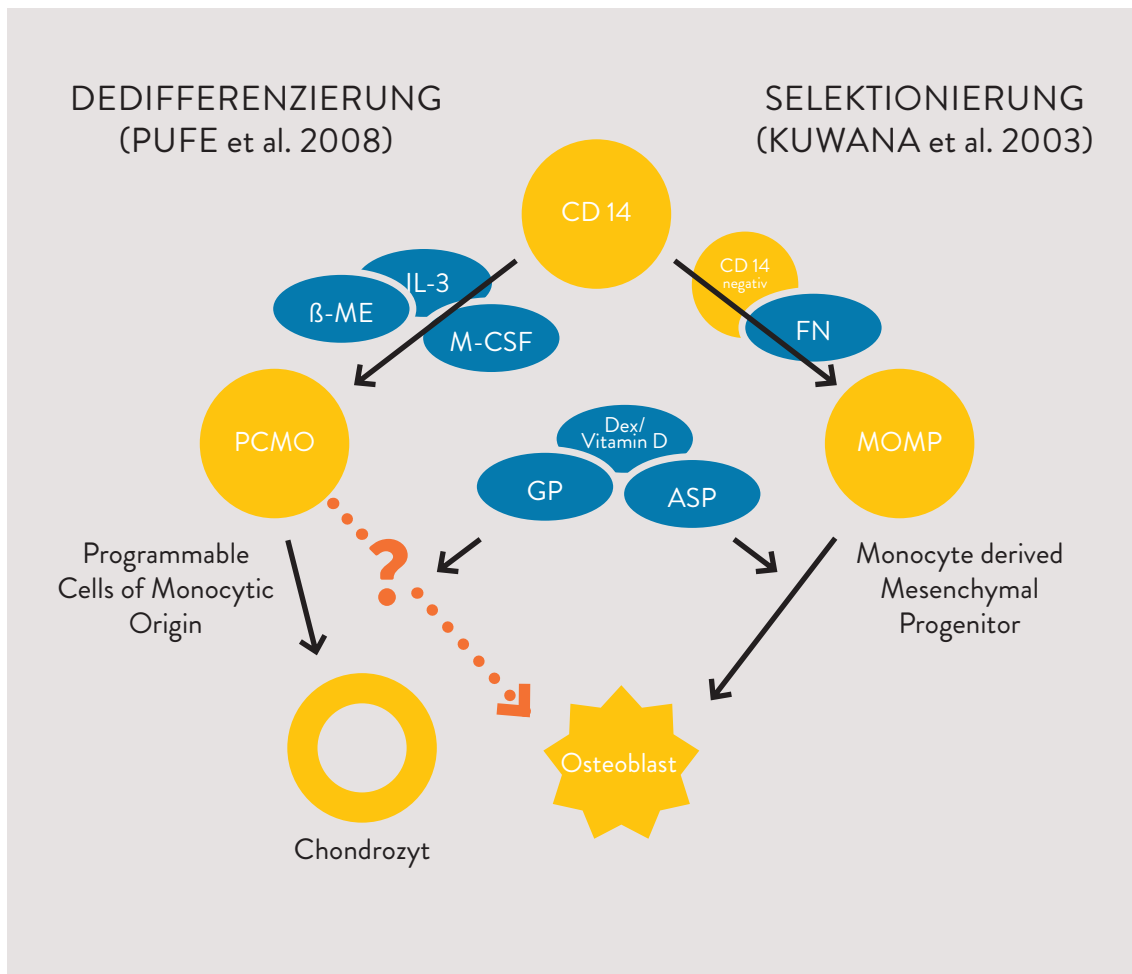 DEDIFFERENZIERUNG
(PUFE et al. 2008)
SELEKTIONIERUNG
(KUWANA et al. 2003)
CD 14
IL-3
ß-ME
M-CSF
CD 14
negativ
FN
PCMO
Dex/
Vitamin D
GP
ASP
MOMP
Programmable
Cells of Monocytic
Origin
?
Monocyte derived
Mesenchymal
Progenitor
Osteoblast
Chondrozyt